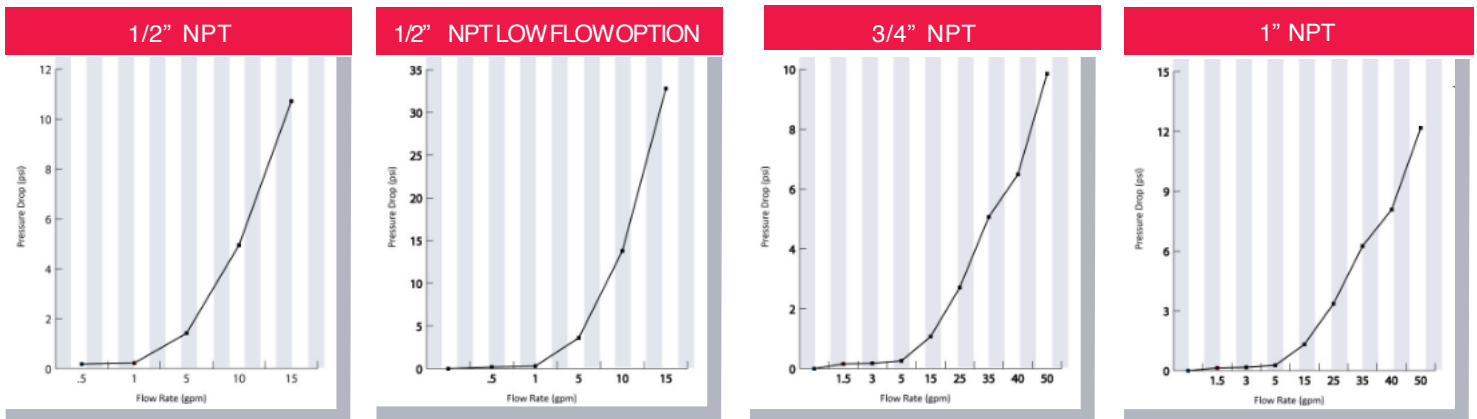 1/2" NPT
12
10
8
6
4
2
0
Pressure Drop (psi)
.5 1 5 10 15
Flow Rate (gpm)
1/2" NPT LOW FLOW OPTION
35
30
25
20
15
10
5
0
Pressure Drop (psi)
.5 1 5 10 15
Flow Rate (gpm)
3/4" NPT
10
8
6
4
2
0
Pressure Drop (psi)
1.5 3 5 15 25 35 40 50
Flow Rate (gpm)
1" NPT
15
12
9
6
3
0
Pressure Drop (psi)
1.5 3 5 15 25 35 40 50
Flow Rate (gpm)